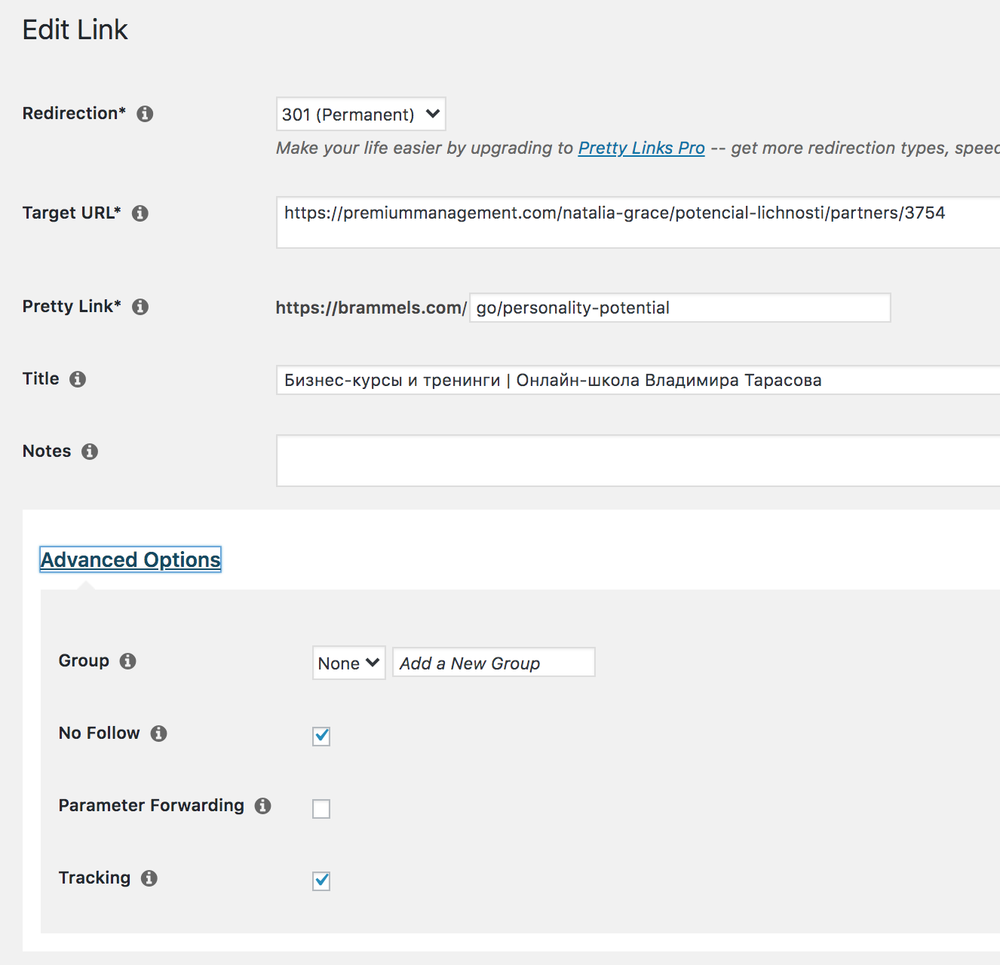 Edit Link
Redirection*
301 (Permanent)
Make your life easier by upgrading to Pretty Links Pro -- get more redirection types, speed
Target URL*
https://premiummanagement.com/natalia-grace/potencial-lichnosti/partners/3754
Pretty Link*
https://brammels.com/ go/personality-potential
Title
Бизнес-курсы и тренинги | Онлайн-школа Владимира Тарасова
Notes
Advanced Options
Group
None Add a New Group
No Follow
Parameter Forwarding
Tracking